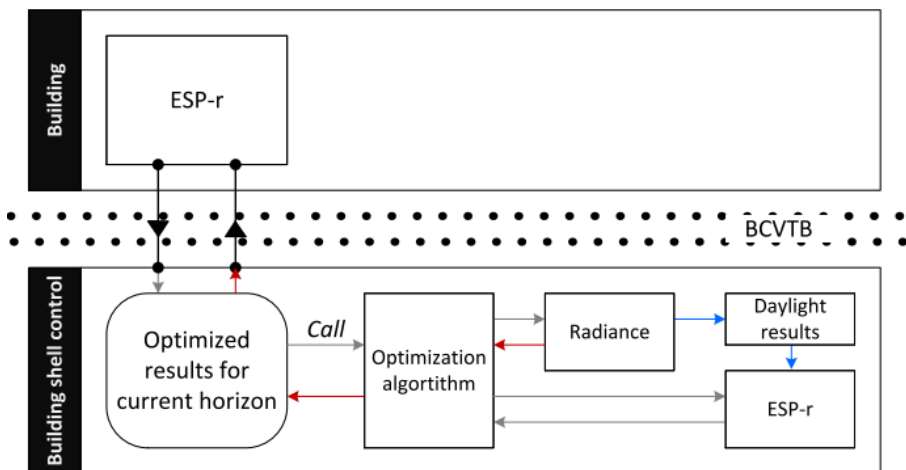 Building
ESP-r
BCVTB
Building shell control
Optimized
results for
current horizon
Call
Optimization
algortithm
Radiance
Daylight
results
ESP-r